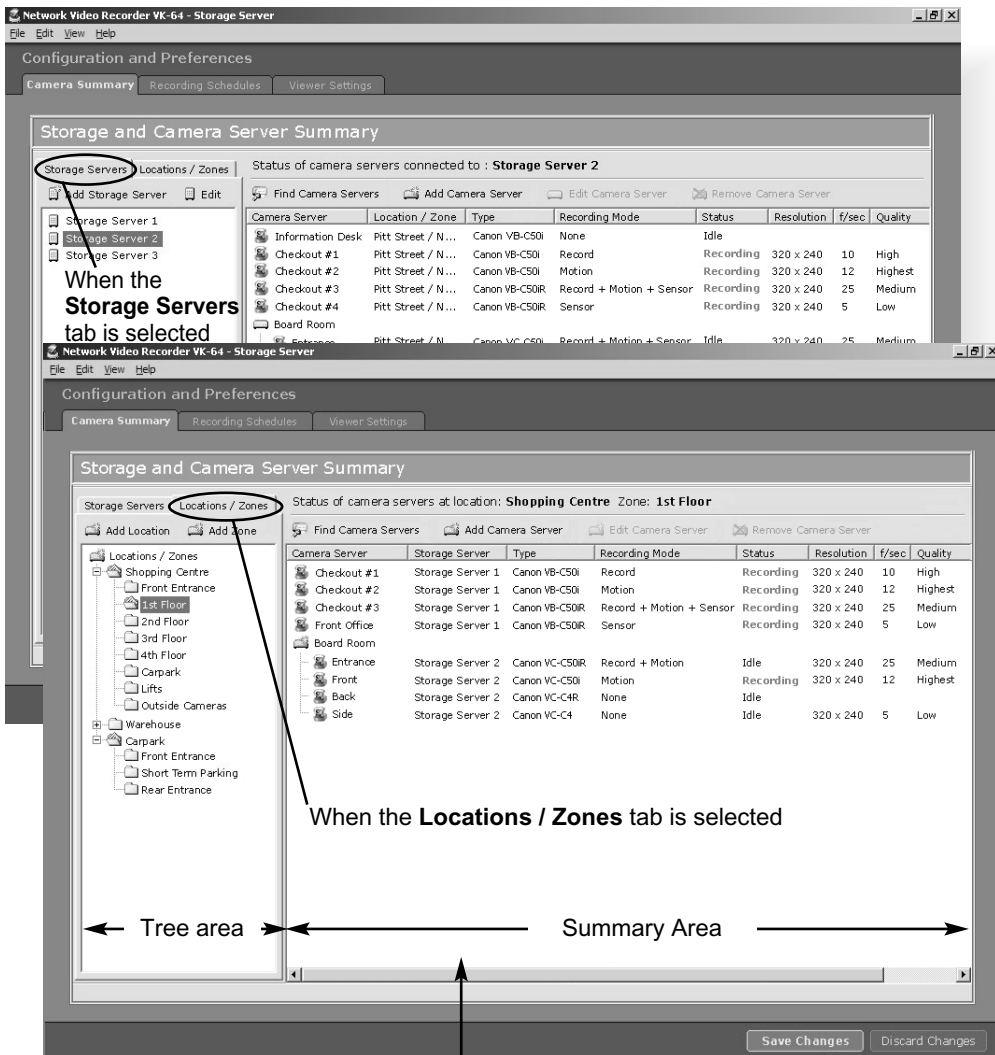 Network Video Recorder VK-64 - Storage Server
File Edit View Help
Configuration and Preferences
Camera Summary Recording Schedules Viewer Settings
Storage and Camera Server Summary
Storage Servers Locations / Zones Status of camera servers connected to : Storage Server 2
Add Storage Server Edit Find Camera Servers Add Camera Server Edit Camera Server Remove Camera Server
Camera Server Location / Zone Type Recording Mode Status Resolution f/sec Quality
Storage Server 1
Storage Server 2
Storage Server 3
Information Desk Pitt Street / N... Canon VB-C50i None Idle
Checkout #1 Pitt Street / N... Canon VB-C50i Record Recording 320 x 240 10 High
Checkout #2 Pitt Street / N... Canon VB-C50i Motion Recording 320 x 240 12 Highest
Checkout #3 Pitt Street / N... Canon VB-C50iR Record + Motion + Sensor Recording 320 x 240 25 Medium
Checkout #4 Pitt Street / N... Canon VB-C50iR Sensor Recording 320 x 240 5 Low
Board Room
Entrance Pitt Street / N... Canon VC-C50i Record + Motion + Sensor Idle 320 x 240 25 Medium
When the
Storage Servers
tab is selected
Network Video Recorder VK-64 - Storage Server
File Edit View Help
Configuration and Preferences
Camera Summary Recording Schedules Viewer Settings
Storage and Camera Server Summary
Storage Servers Locations / Zones Status of camera servers at location: Shopping Centre Zone: 1st Floor
Add Location Add Zone Find Camera Servers Add Camera Server Edit Camera Server Remove Camera Server
Locations / Zones
Shopping Centre
Front Entrance
1st Floor
2nd Floor
3rd Floor
4th Floor
Carpark
Lifts
Outside Cameras
Warehouse
Carpark
Front Entrance
Short Term Parking
Rear Entrance
Camera Server Storage Server Type Recording Mode Status Resolution f/sec Quality
Checkout #1 Storage Server 1 Canon VB-C50i Record Recording 320 x 240 10 High
Checkout #2 Storage Server 1 Canon VB-C50i Motion Recording 320 x 240 12 Highest
Checkout #3 Storage Server 1 Canon VB-C50iR Record + Motion + Sensor Recording 320 x 240 25 Medium
Front Office Storage Server 1 Canon VB-C50iR Sensor Recording 320 x 240 5 Low
Board Room
Entrance Storage Server 2 Canon VC-C50iR Record + Motion Idle 320 x 240 25 Medium
Front Storage Server 2 Canon VC-C50i Motion Recording 320 x 240 12 Highest
Back Storage Server 2 Canon VC-C4R None Idle
Side Storage Server 2 Canon VC-C4 None Idle 320 x 240 5 Low
When the Locations / Zones tab is selected
Tree area Summary Area
Save Changes Discard Changes